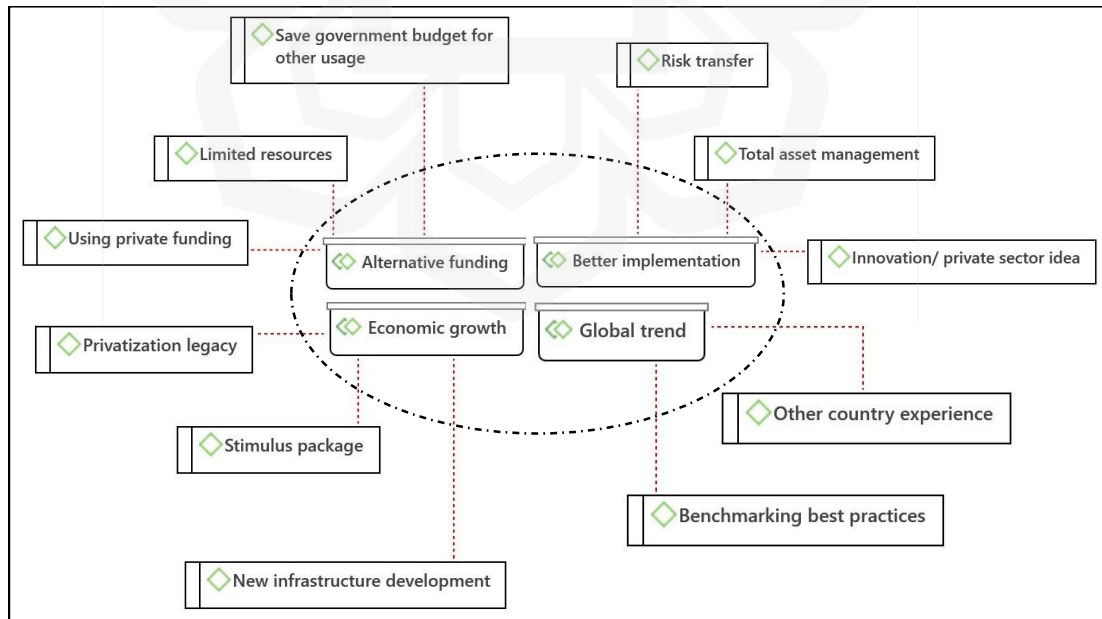 Save government budget for
other usage
Risk transfer
Limited resources
Total asset management
Using private funding
Alternative funding
Better implementation
Innovation/ private sector idea
Privatization legacy
Economic growth
Global trend
Other country experience
Stimulus package
Benchmarking best practices
New infrastructure development